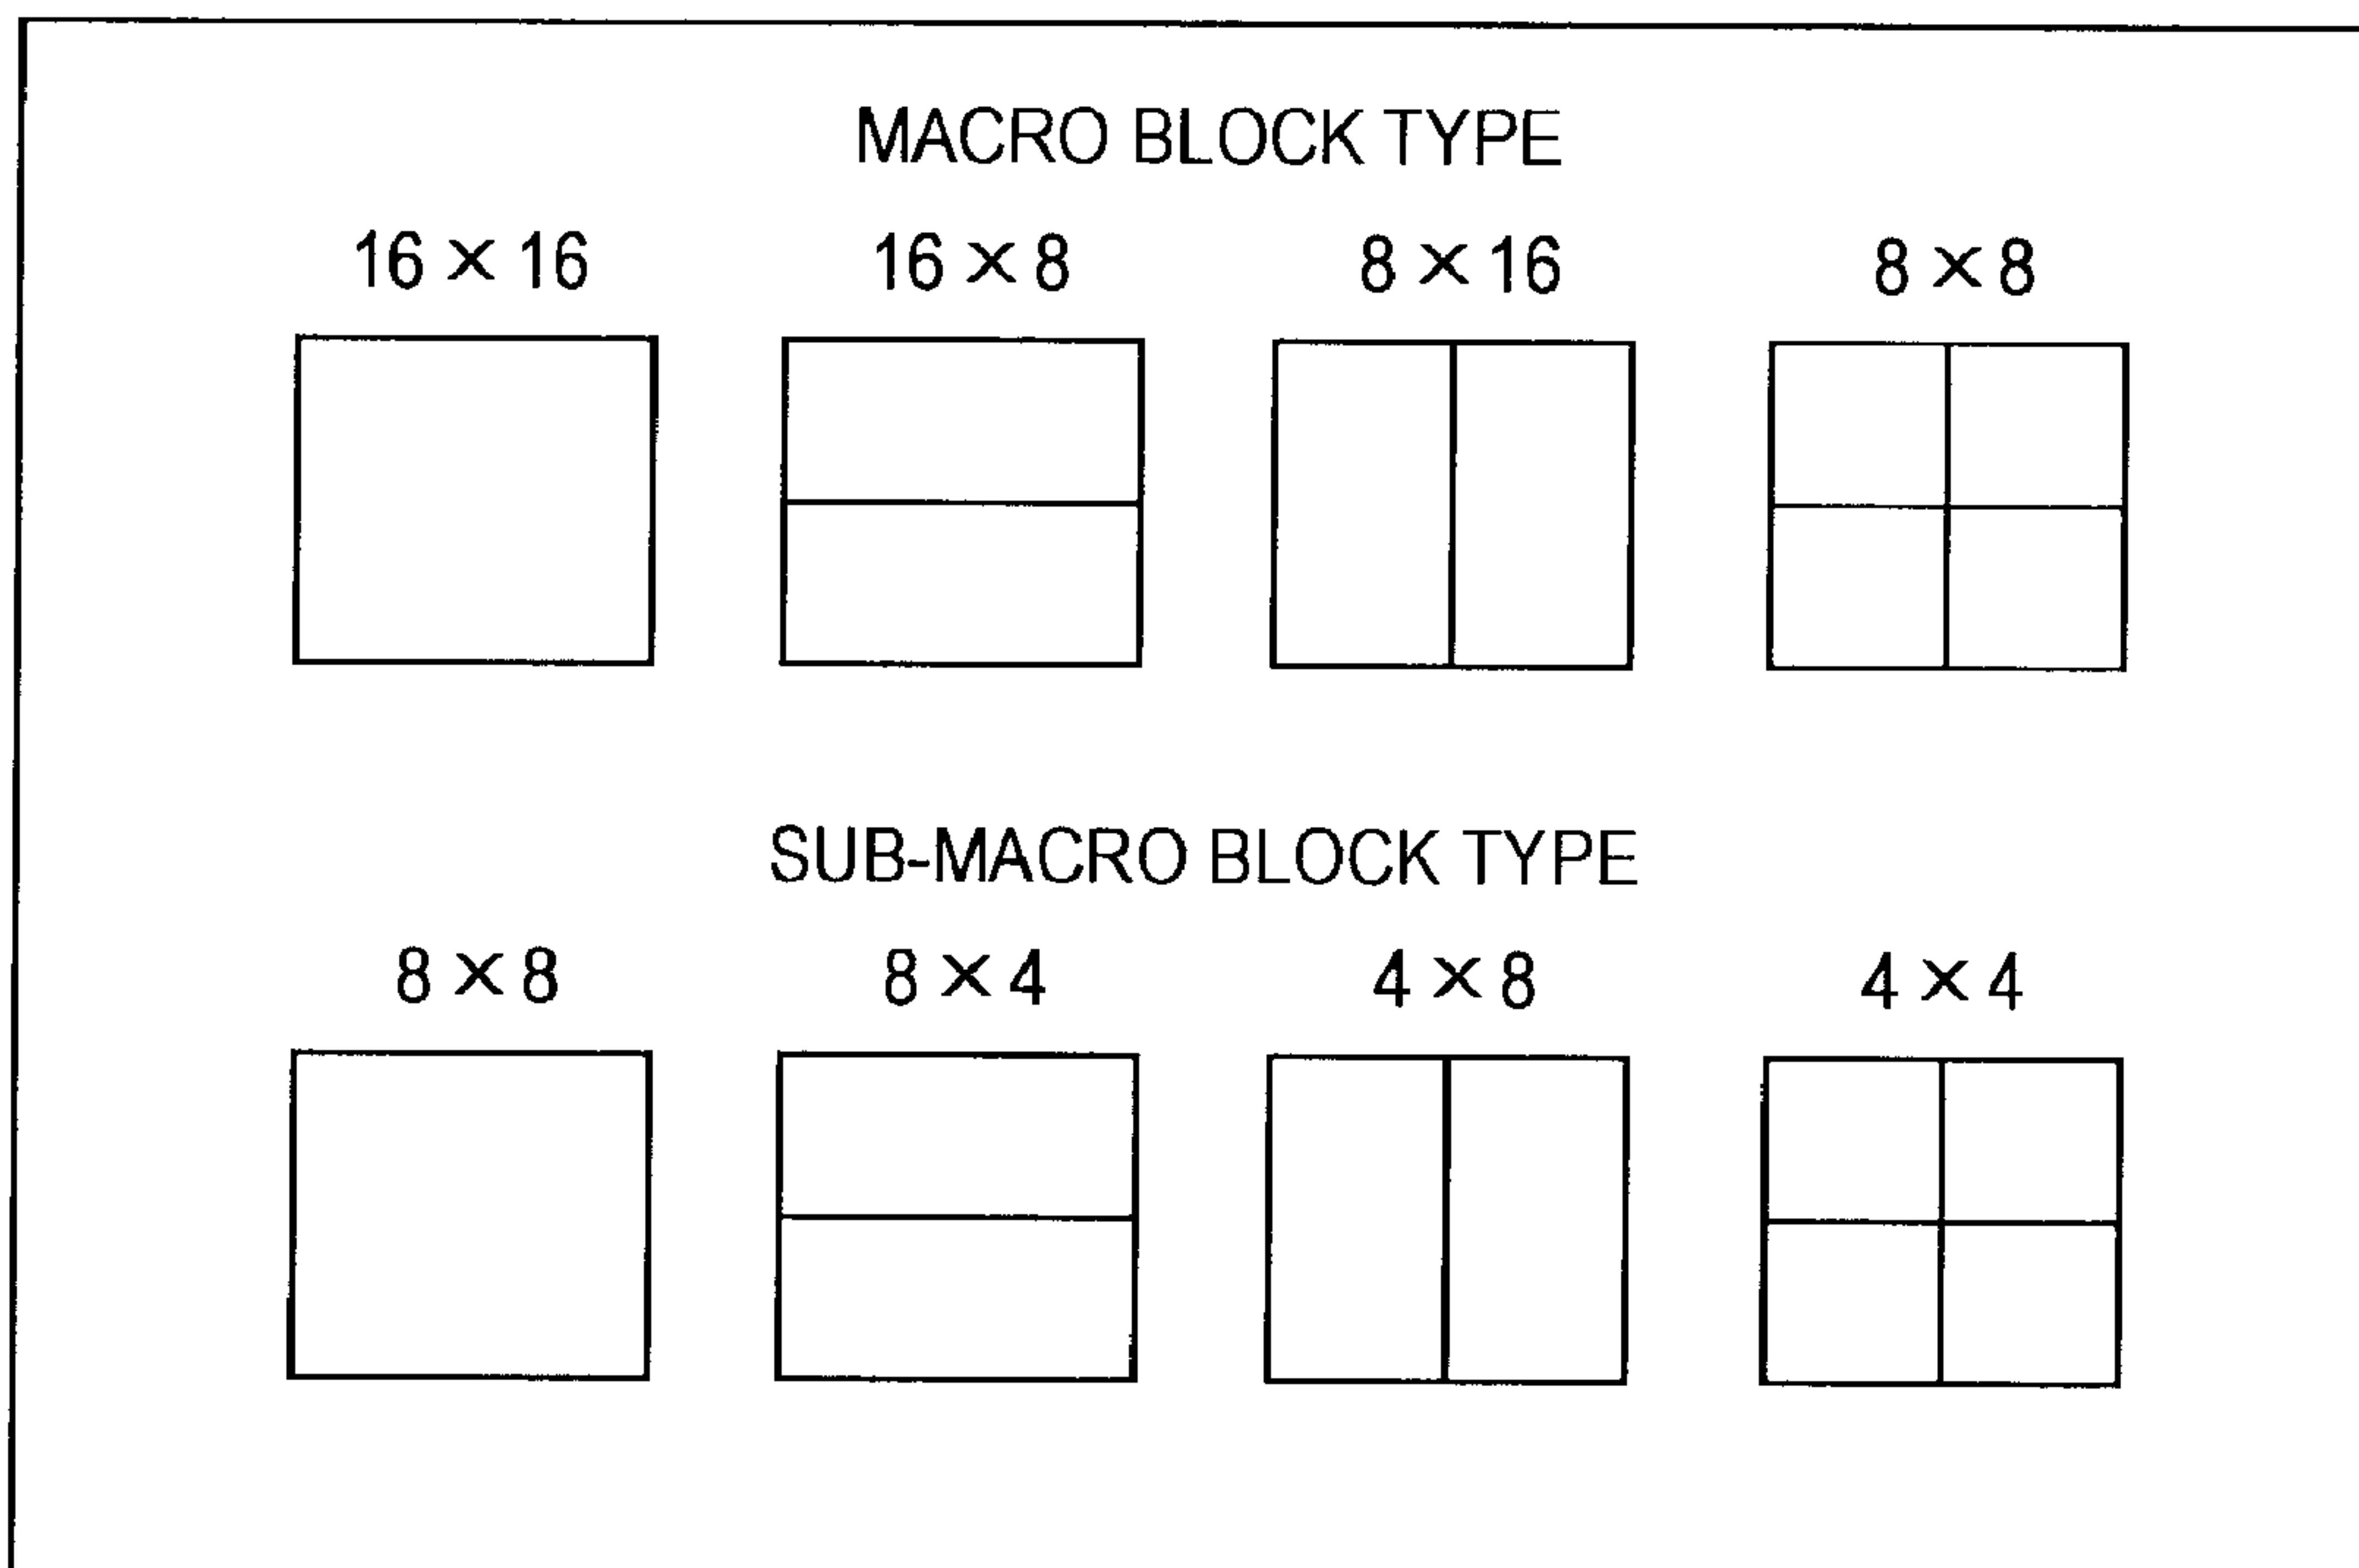 MACRO BLOCK TYPE
16 × 16 16 × 8 8 × 16 8 × 8
SUB-MACRO BLOCK TYPE
8 × 8 8 × 4 4 × 8 4 × 4